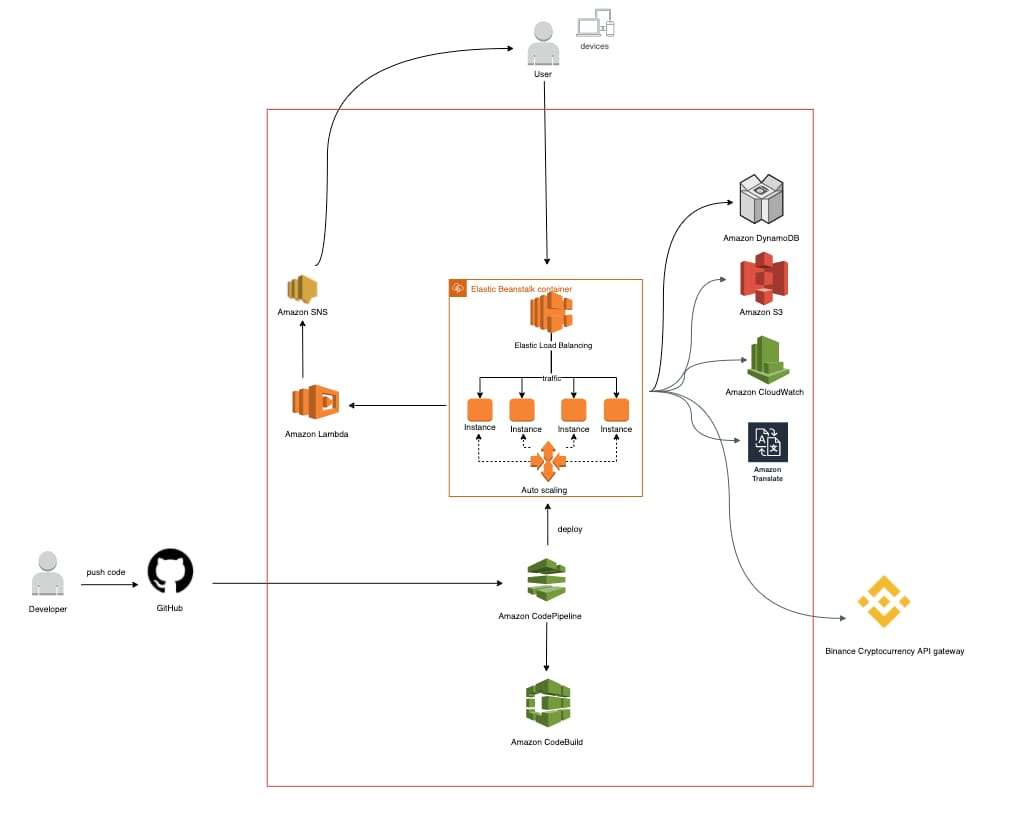 devices
User
Amazon DynamoDB
Amazon SNS
Elastic Beanstalk container
Amazon S3
Elastic Load Balancing
traffic
Amazon CloudWatch
Instance
Instance
Instance
Instance
Amazon Lambda
Amazon
Translate
Auto scaling
deploy
push code
Developer
GitHub
Amazon CodePipeline
Binance Cryptocurrency API gateway
Amazon CodeBuild